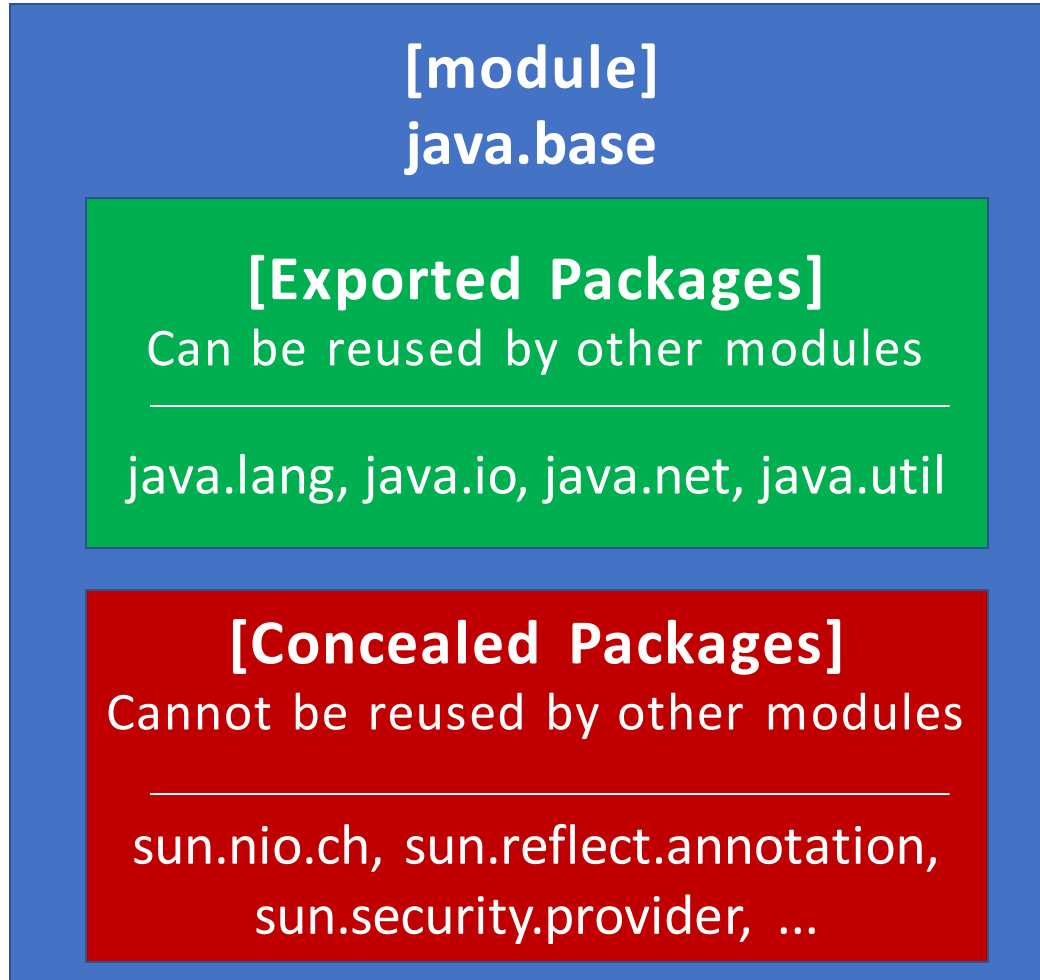 [module]
java.base
[Exported Packages]
Can be reused by other modules
java.lang, java.io, java.net, java.util
[Concealed Packages]
Cannot be reused by other modules
sun.nio.ch, sun.reflect.annotation,
sun.security.provider, ...